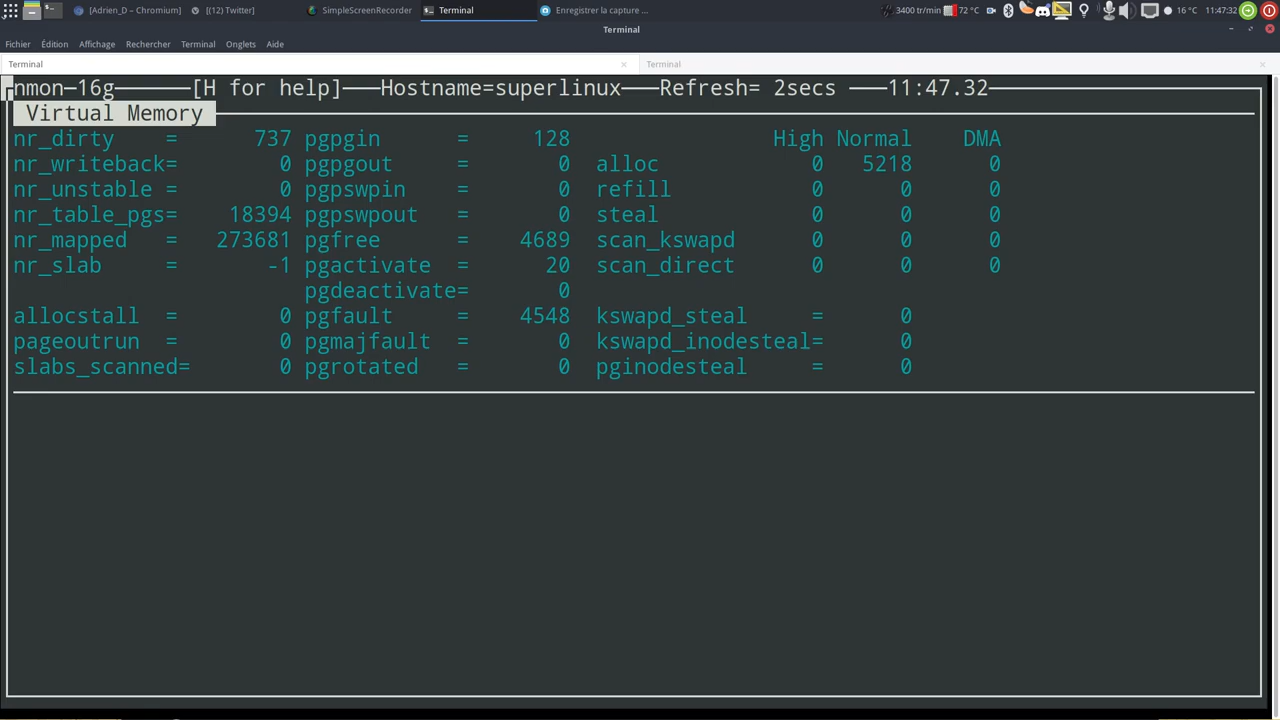 [Adrien_D – Chromium] [(12) Twitter] SimpleScreenRecorder Terminal Enregistrer la capture ... 3400 tr/min 72 °C 16 °C 11:47:32
Terminal
Fichier Édition Affichage Rechercher Terminal Onglets Aide
Terminal × Terminal ×
nmon─16g──────[H for help]───Hostname=superlinux───Refresh= 2secs ───11:47.32
Virtual Memory
nr_dirty = 737 pgpgin = 128 High Normal DMA
nr_writeback= 0 pgpgout = 0 alloc 0 5218 0
nr_unstable = 0 pgpswpin = 0 refill 0 0 0
nr_table_pgs= 18394 pgpswpout = 0 steal 0 0 0
nr_mapped = 273681 pgfree = 4689 scan_kswapd 0 0 0
nr_slab = -1 pgactivate = 20 scan_direct 0 0 0
pgdeactivate= 0
allocstall = 0 pgfault = 4548 kswapd_steal = 0
pageoutrun = 0 pgmajfault = 0 kswapd_inodesteal= 0
slabs_scanned= 0 pgrotated = 0 pginodesteal = 0